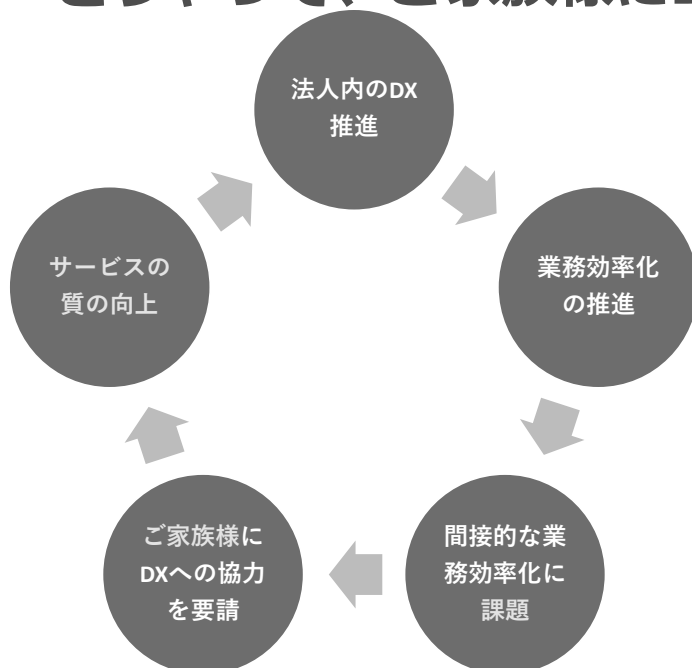 法人内のDX
推進
業務効率化
の推進
間接的な業
務効率化に
課題
ご家族様に
DXへの協力
を要請
サービスの
質の向上